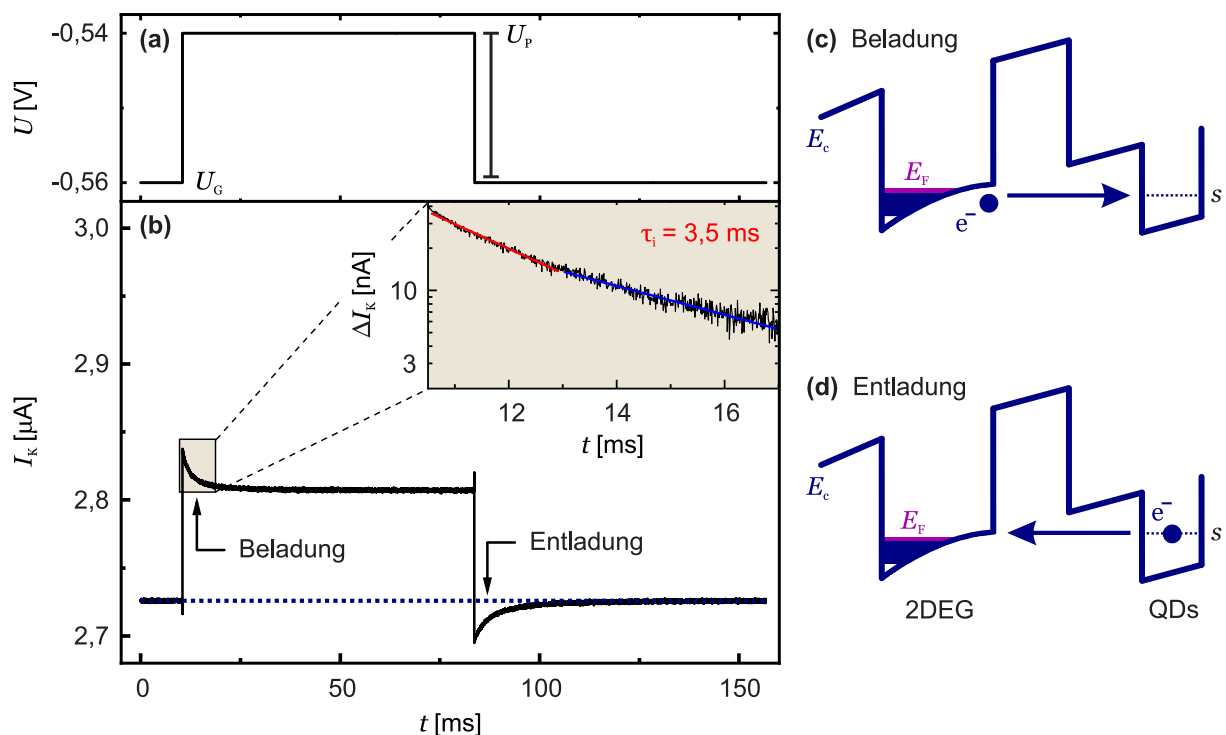 (a)
U [V]
-0,54
-0,56
U_P
U_G
(b)
I_K [µA]
3,0
2,9
2,8
2,7
ΔI_K [nA]
10
3
τ_i = 3,5 ms
12 14 16
t [ms]
Beladung
Entladung
0 50 100 150
t [ms]
(c) Beladung
E_c
E_F
e⁻
s
(d) Entladung
E_c
E_F
e⁻
s
2DEG QDs